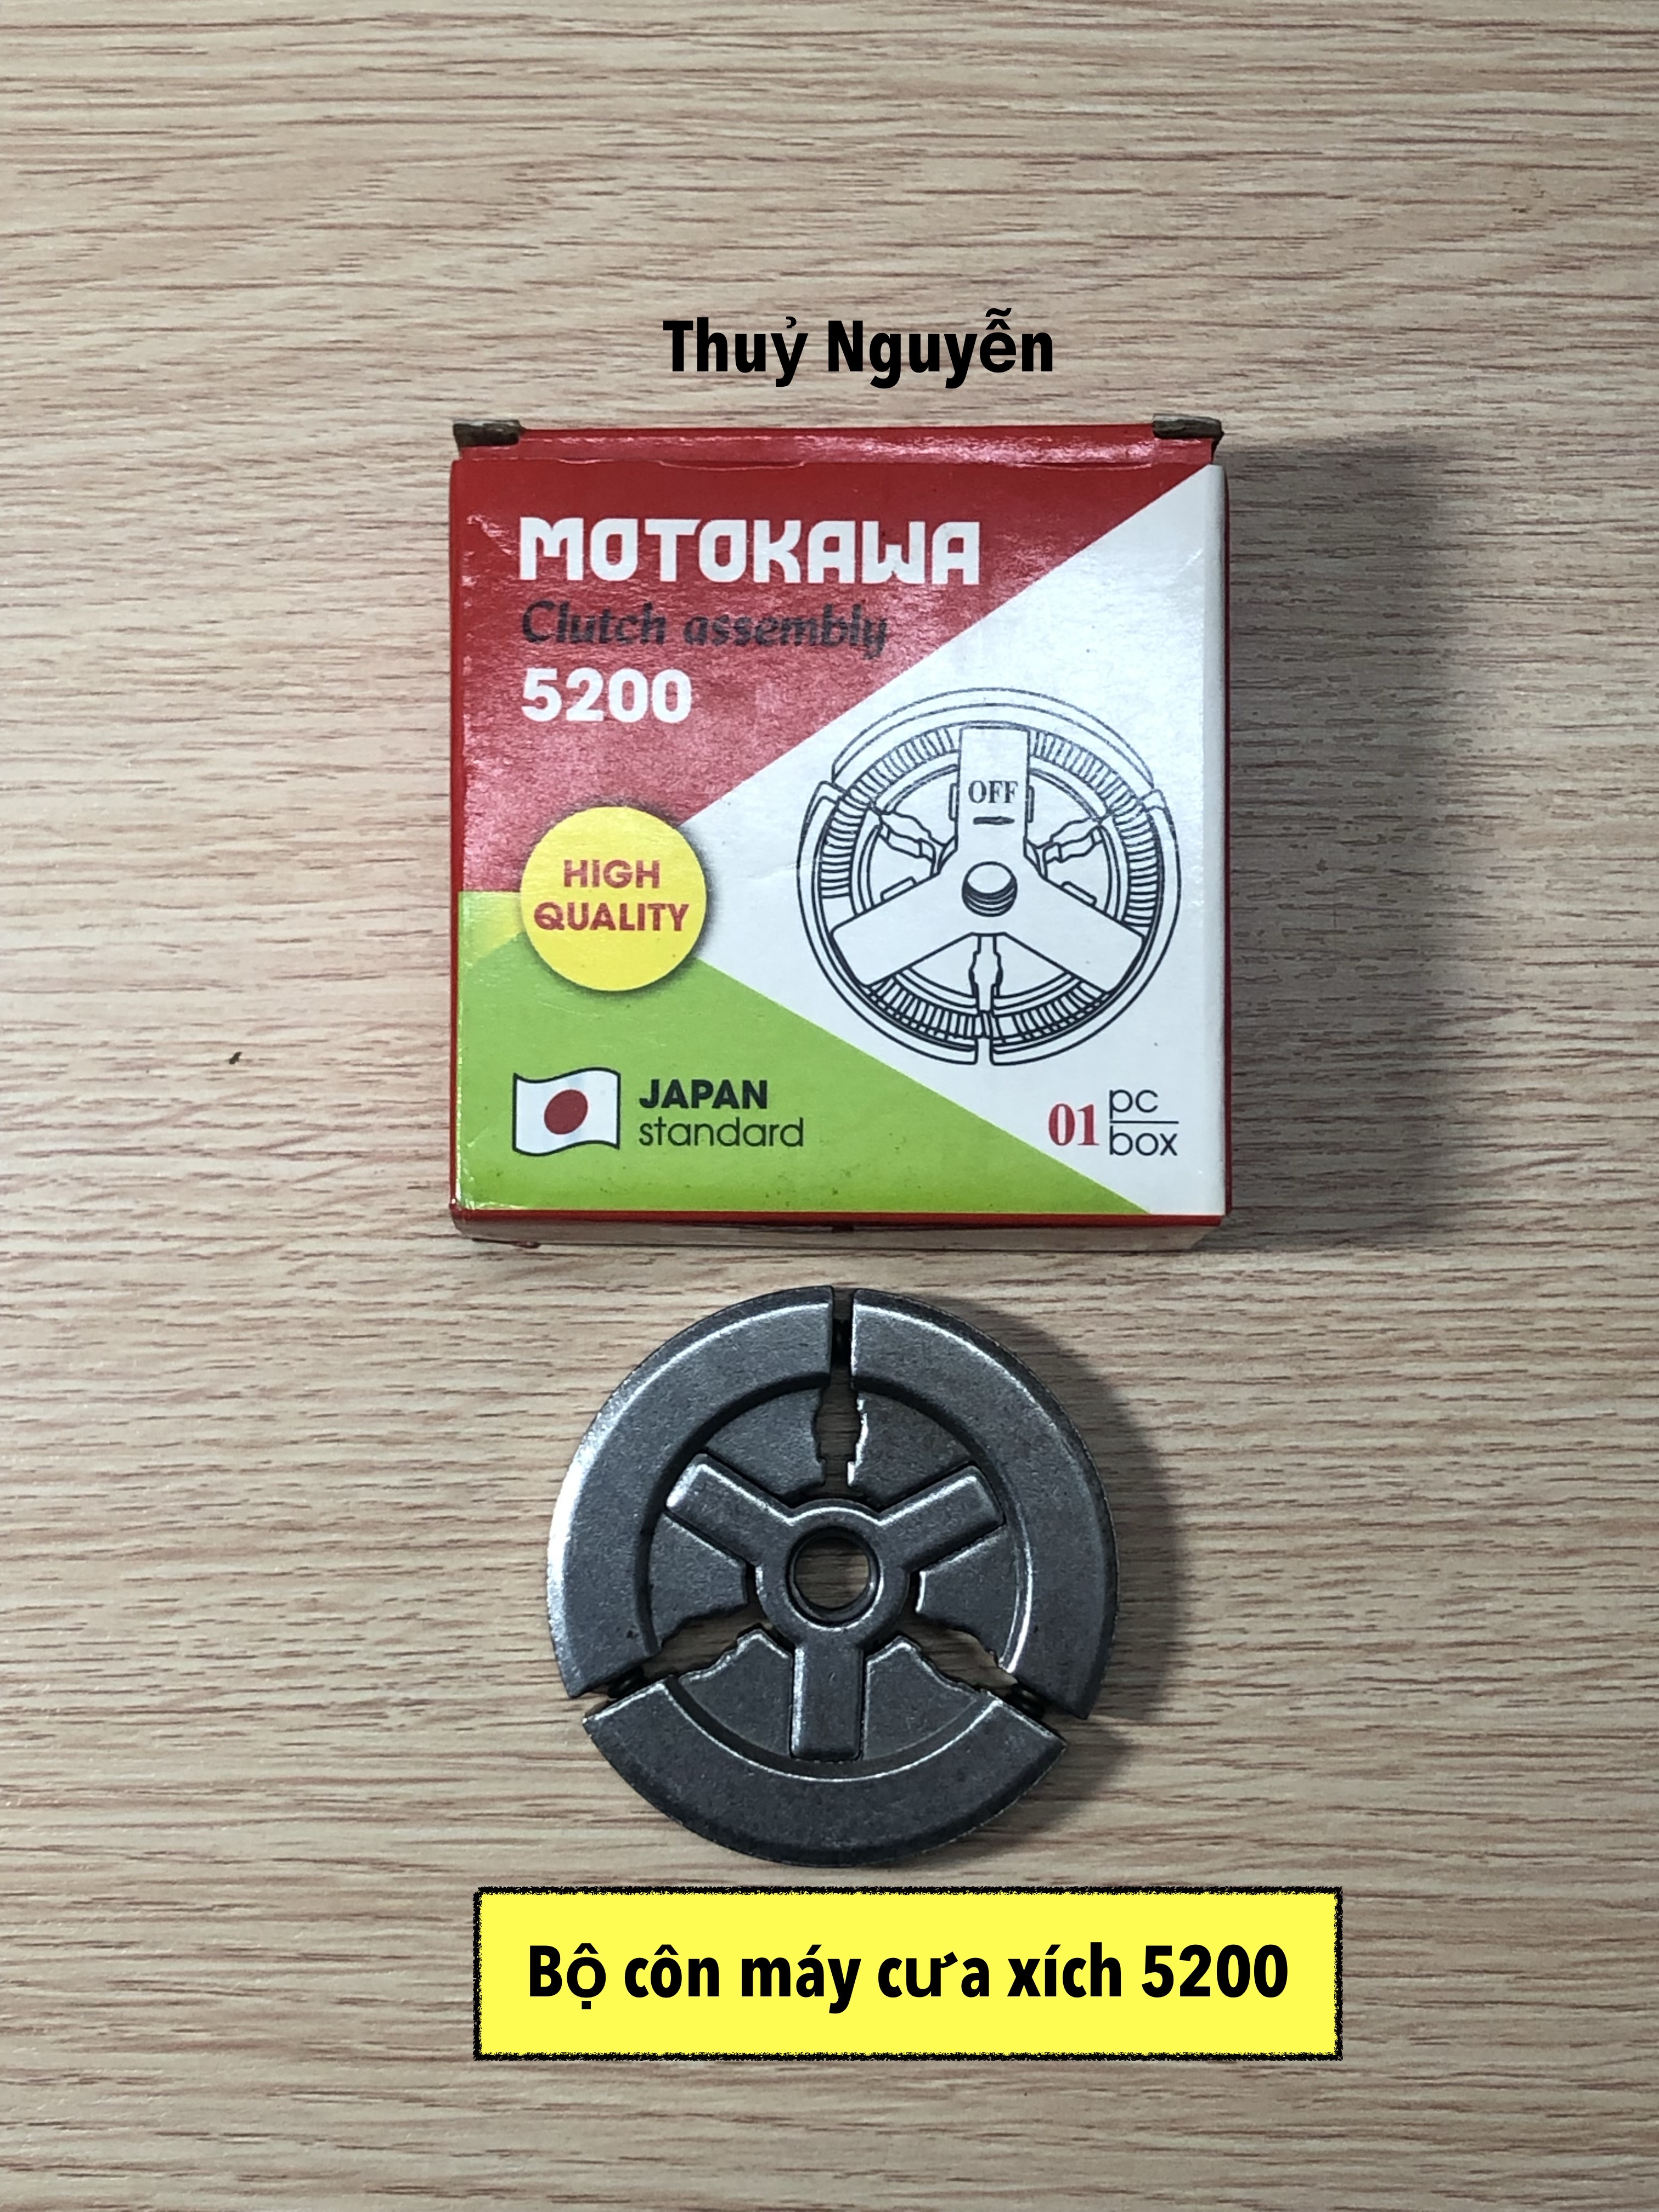 Thuỷ Nguyễn
MOTOKAWA
Clutch assembly
5200
OFF
HIGH
QUALITY
JAPAN
standard
01 pc
box
Bộ côn máy cưa xích 5200